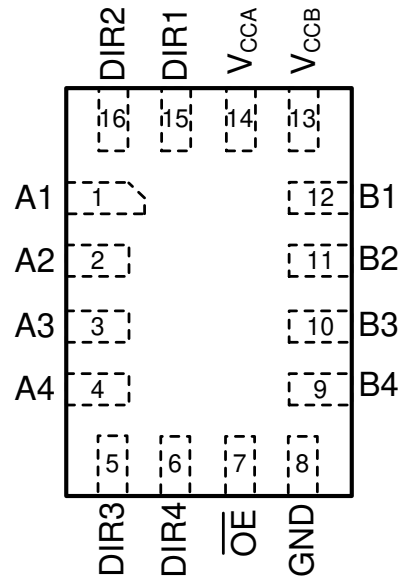 DIR2 DIR1 VCCA VCCB
16 15 14 13
A1 1 12 B1
A2 2 11 B2
A3 3 10 B3
A4 4 9 B4
5 6 7 8
DIR3 DIR4 O̅E̅ GND